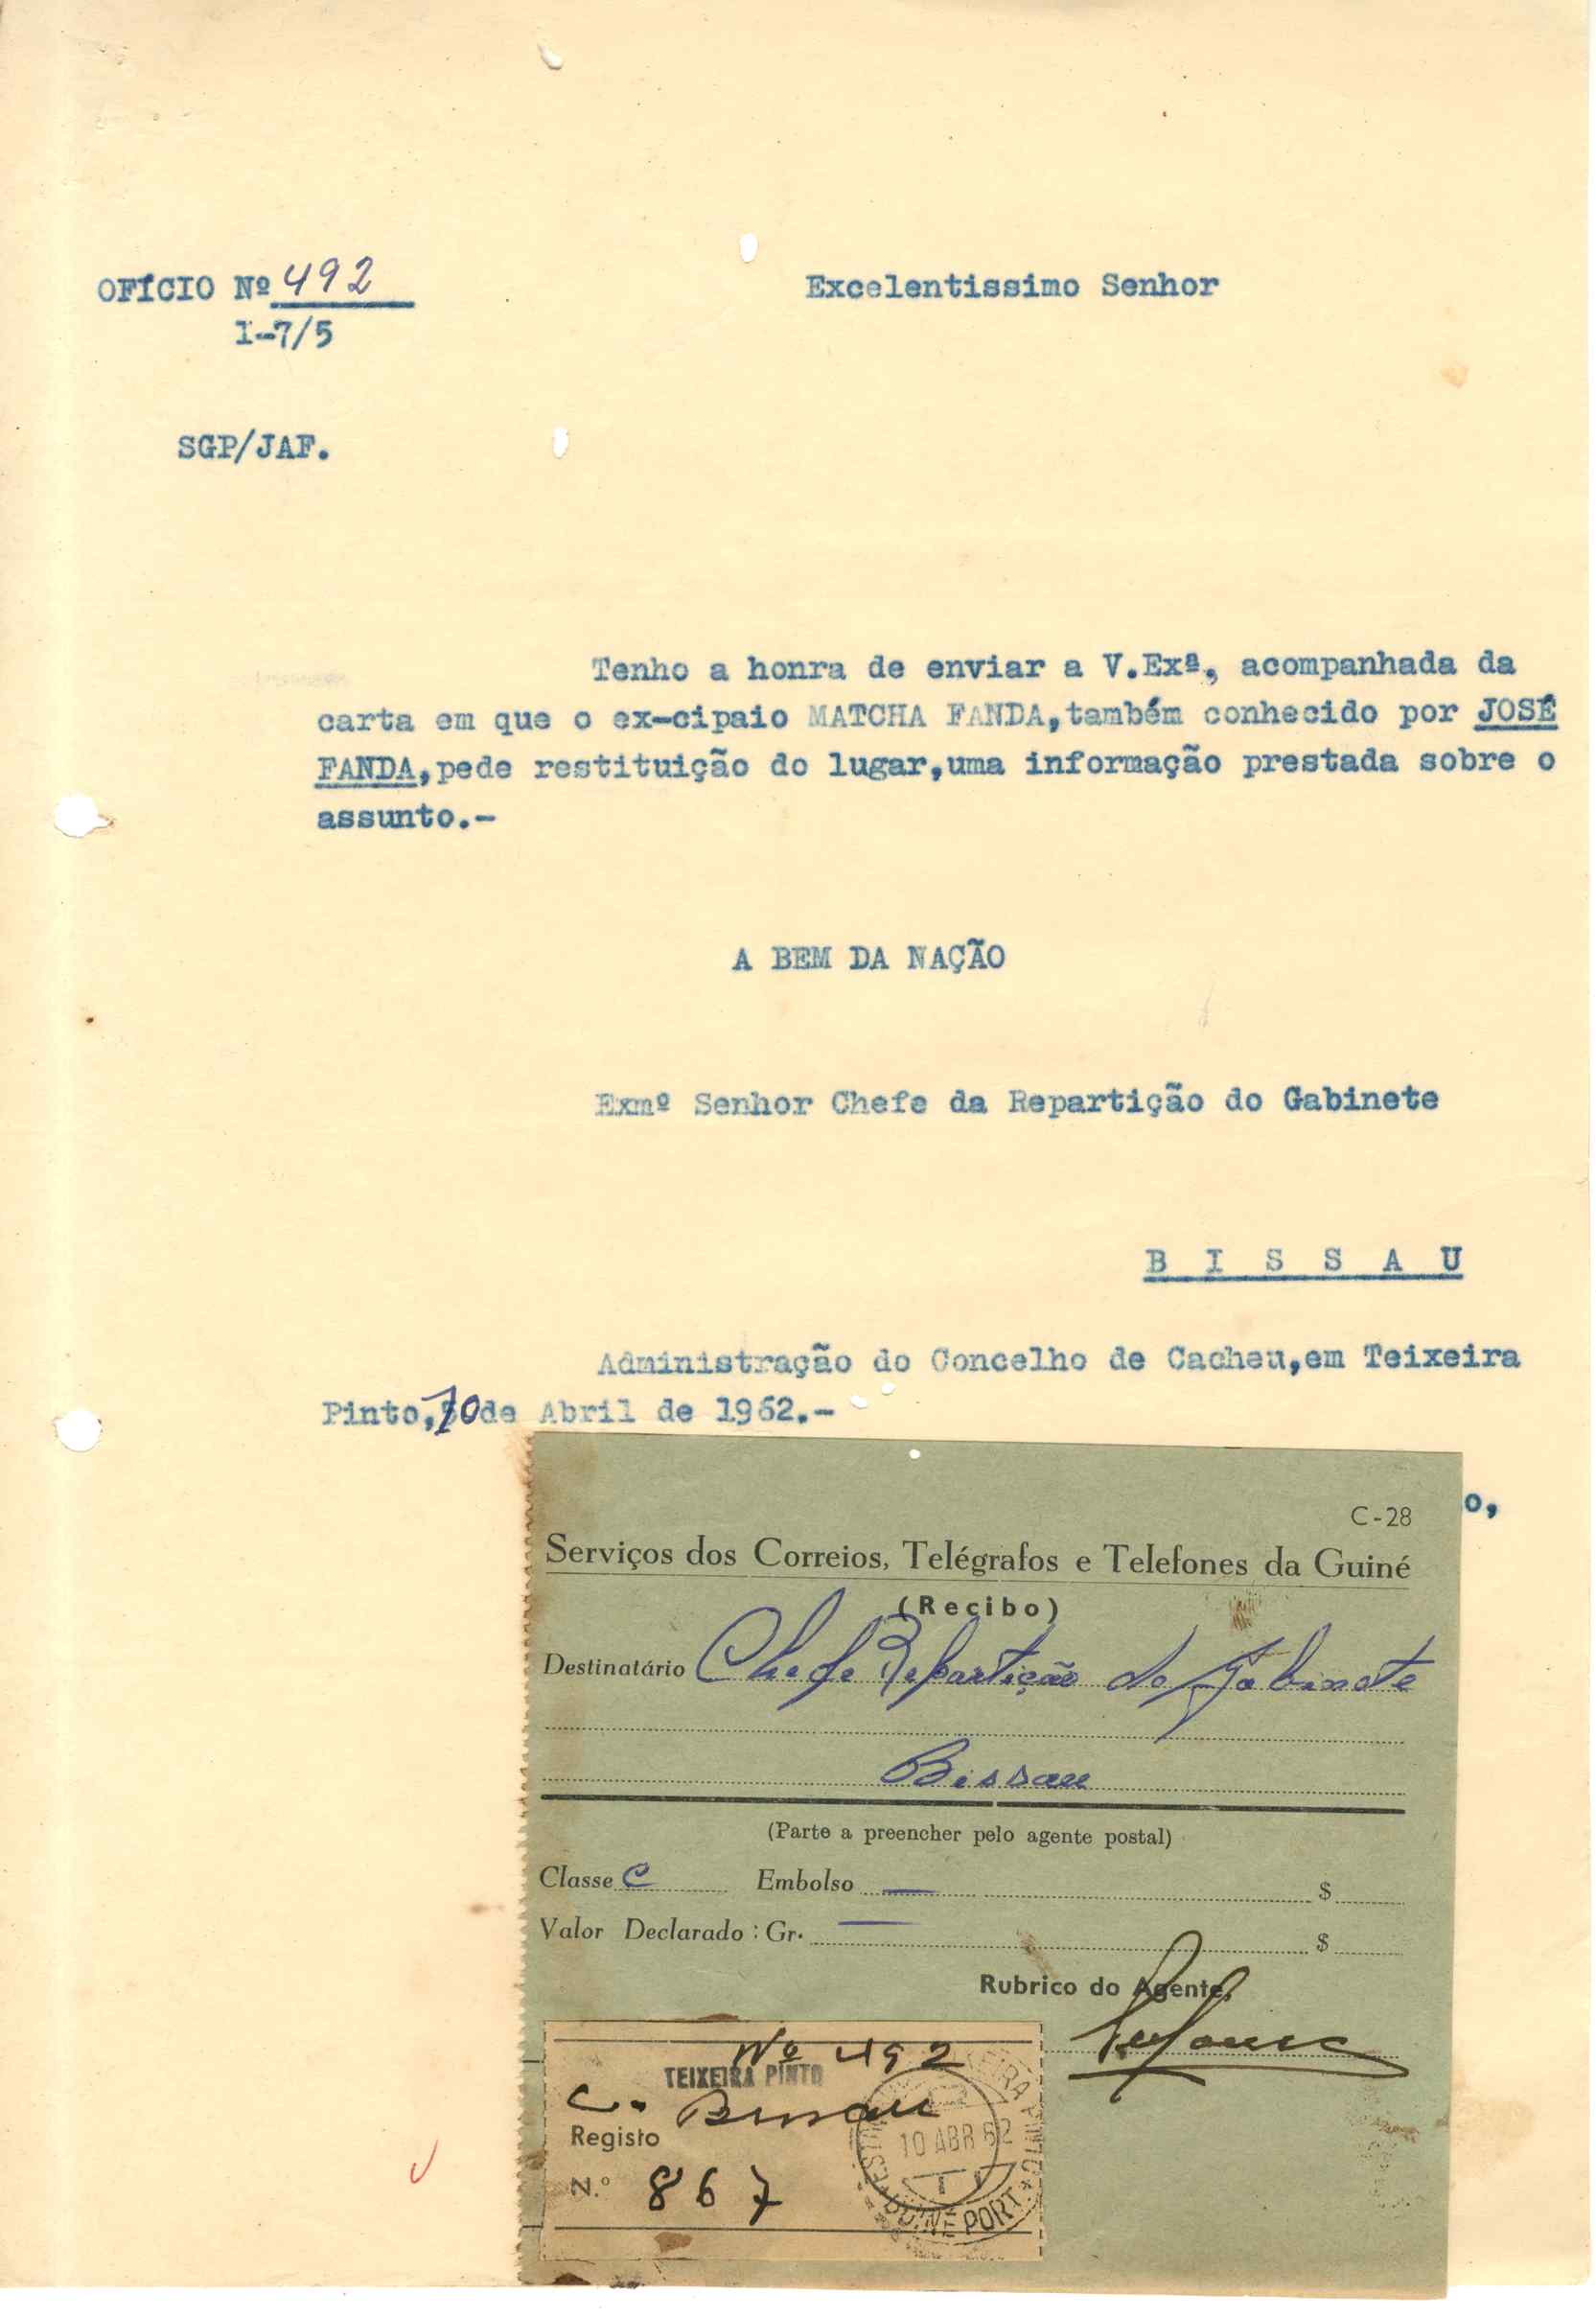 OFÍCIO Nº 492
Excelentissimo Senhor
1-7/5
SGP/JAF.
Tenho a honra de enviar a V.Exª, acompanhada da
carta em que o ex-cipaio MATCHA FANDA,também conhecido por JOSÉ
FANDA,pede restituição do lugar,uma informação prestada sobre o
assunto.-
A BEM DA NAÇÃO
Exmº Senhor Chefe da Repartição do Gabinete
B I S S A U
Administração do Concelho de Cacheu,em Teixeira
Pinto,10 de Abril de 1962.-
o,
C-28
Serviços dos Correios, Telégrafos e Telefones da Guiné
(Recibo)
Destinatário Chefe Repartição do Gabinete
Bissau
(Parte a preencher pelo agente postal)
Classe C Embolso — $
Valor Declarado : Gr. — $
Rubrico do Agente,
Nº 492
TEIXEIRA PINTO
C. Bissau
Registo
N.º 867
TEIXEIRA PINTO
10 ABR 62
GUINÉ PORT.